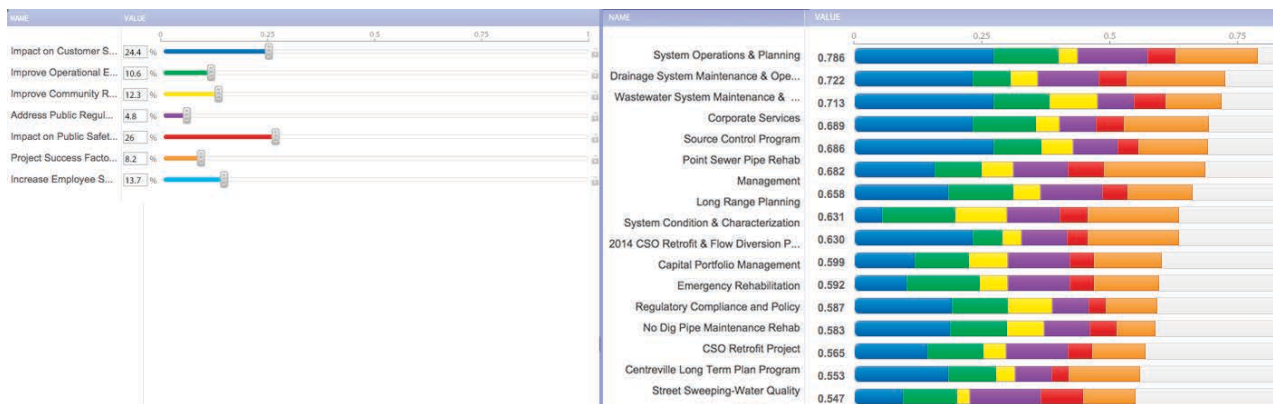 NAME VALUE
0 0.25 0.5 0.75 1
Impact on Customer S... 24.4 %
Improve Operational E... 10.6 %
Improve Community R... 12.3 %
Address Public Regul... 4.8 %
Impact on Public Safet... 26 %
Project Success Facto... 8.2 %
Increase Employee S... 13.7 %
NAME VALUE
0 0.25 0.5 0.75
System Operations & Planning 0.786
Drainage System Maintenance & Ope... 0.722
Wastewater System Maintenance & ... 0.713
Corporate Services 0.689
Source Control Program 0.686
Point Sewer Pipe Rehab 0.682
Management 0.658
Long Range Planning 0.631
System Condition & Characterization 0.630
2014 CSO Retrofit & Flow Diversion P... 0.599
Capital Portfolio Management 0.592
Emergency Rehabilitation 0.587
Regulatory Compliance and Policy 0.583
No Dig Pipe Maintenance Rehab 0.565
CSO Retrofit Project 0.553
Centreville Long Term Plan Program 0.547
Street Sweeping-Water Quality